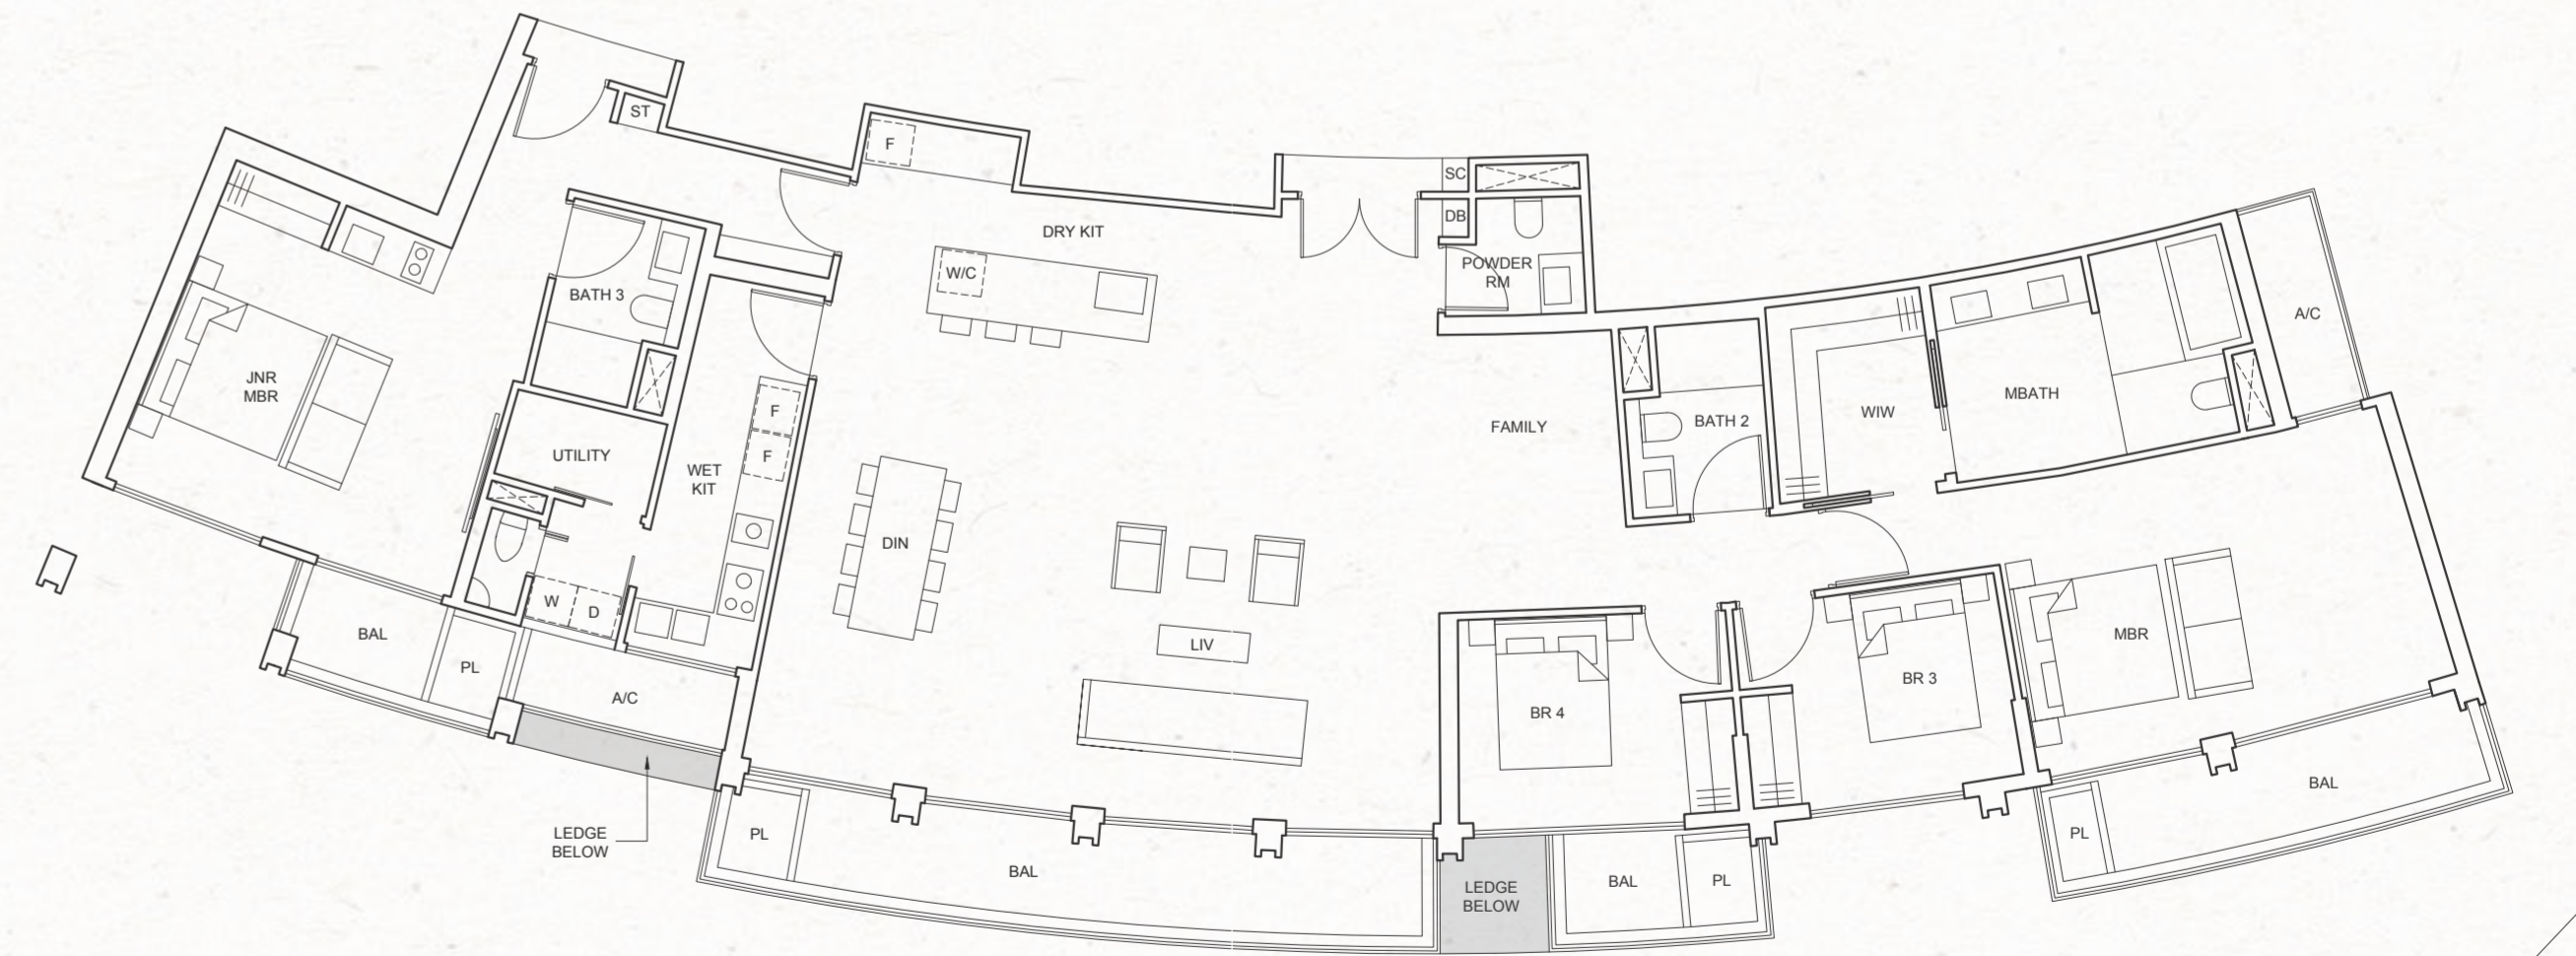 ST
F
SC
DB
DRY KIT
W/C
POWDER
RM
BATH 3
A/C
JNR
MBR
F
F
FAMILY
BATH 2
WIW
MBATH
UTILITY
WET
KIT
DIN
W
D
LIV
BAL
PL
A/C
BR 4
BR 3
MBR
LEDGE
BELOW
PL
BAL
LEDGE
BELOW
BAL
PL
PL
BAL